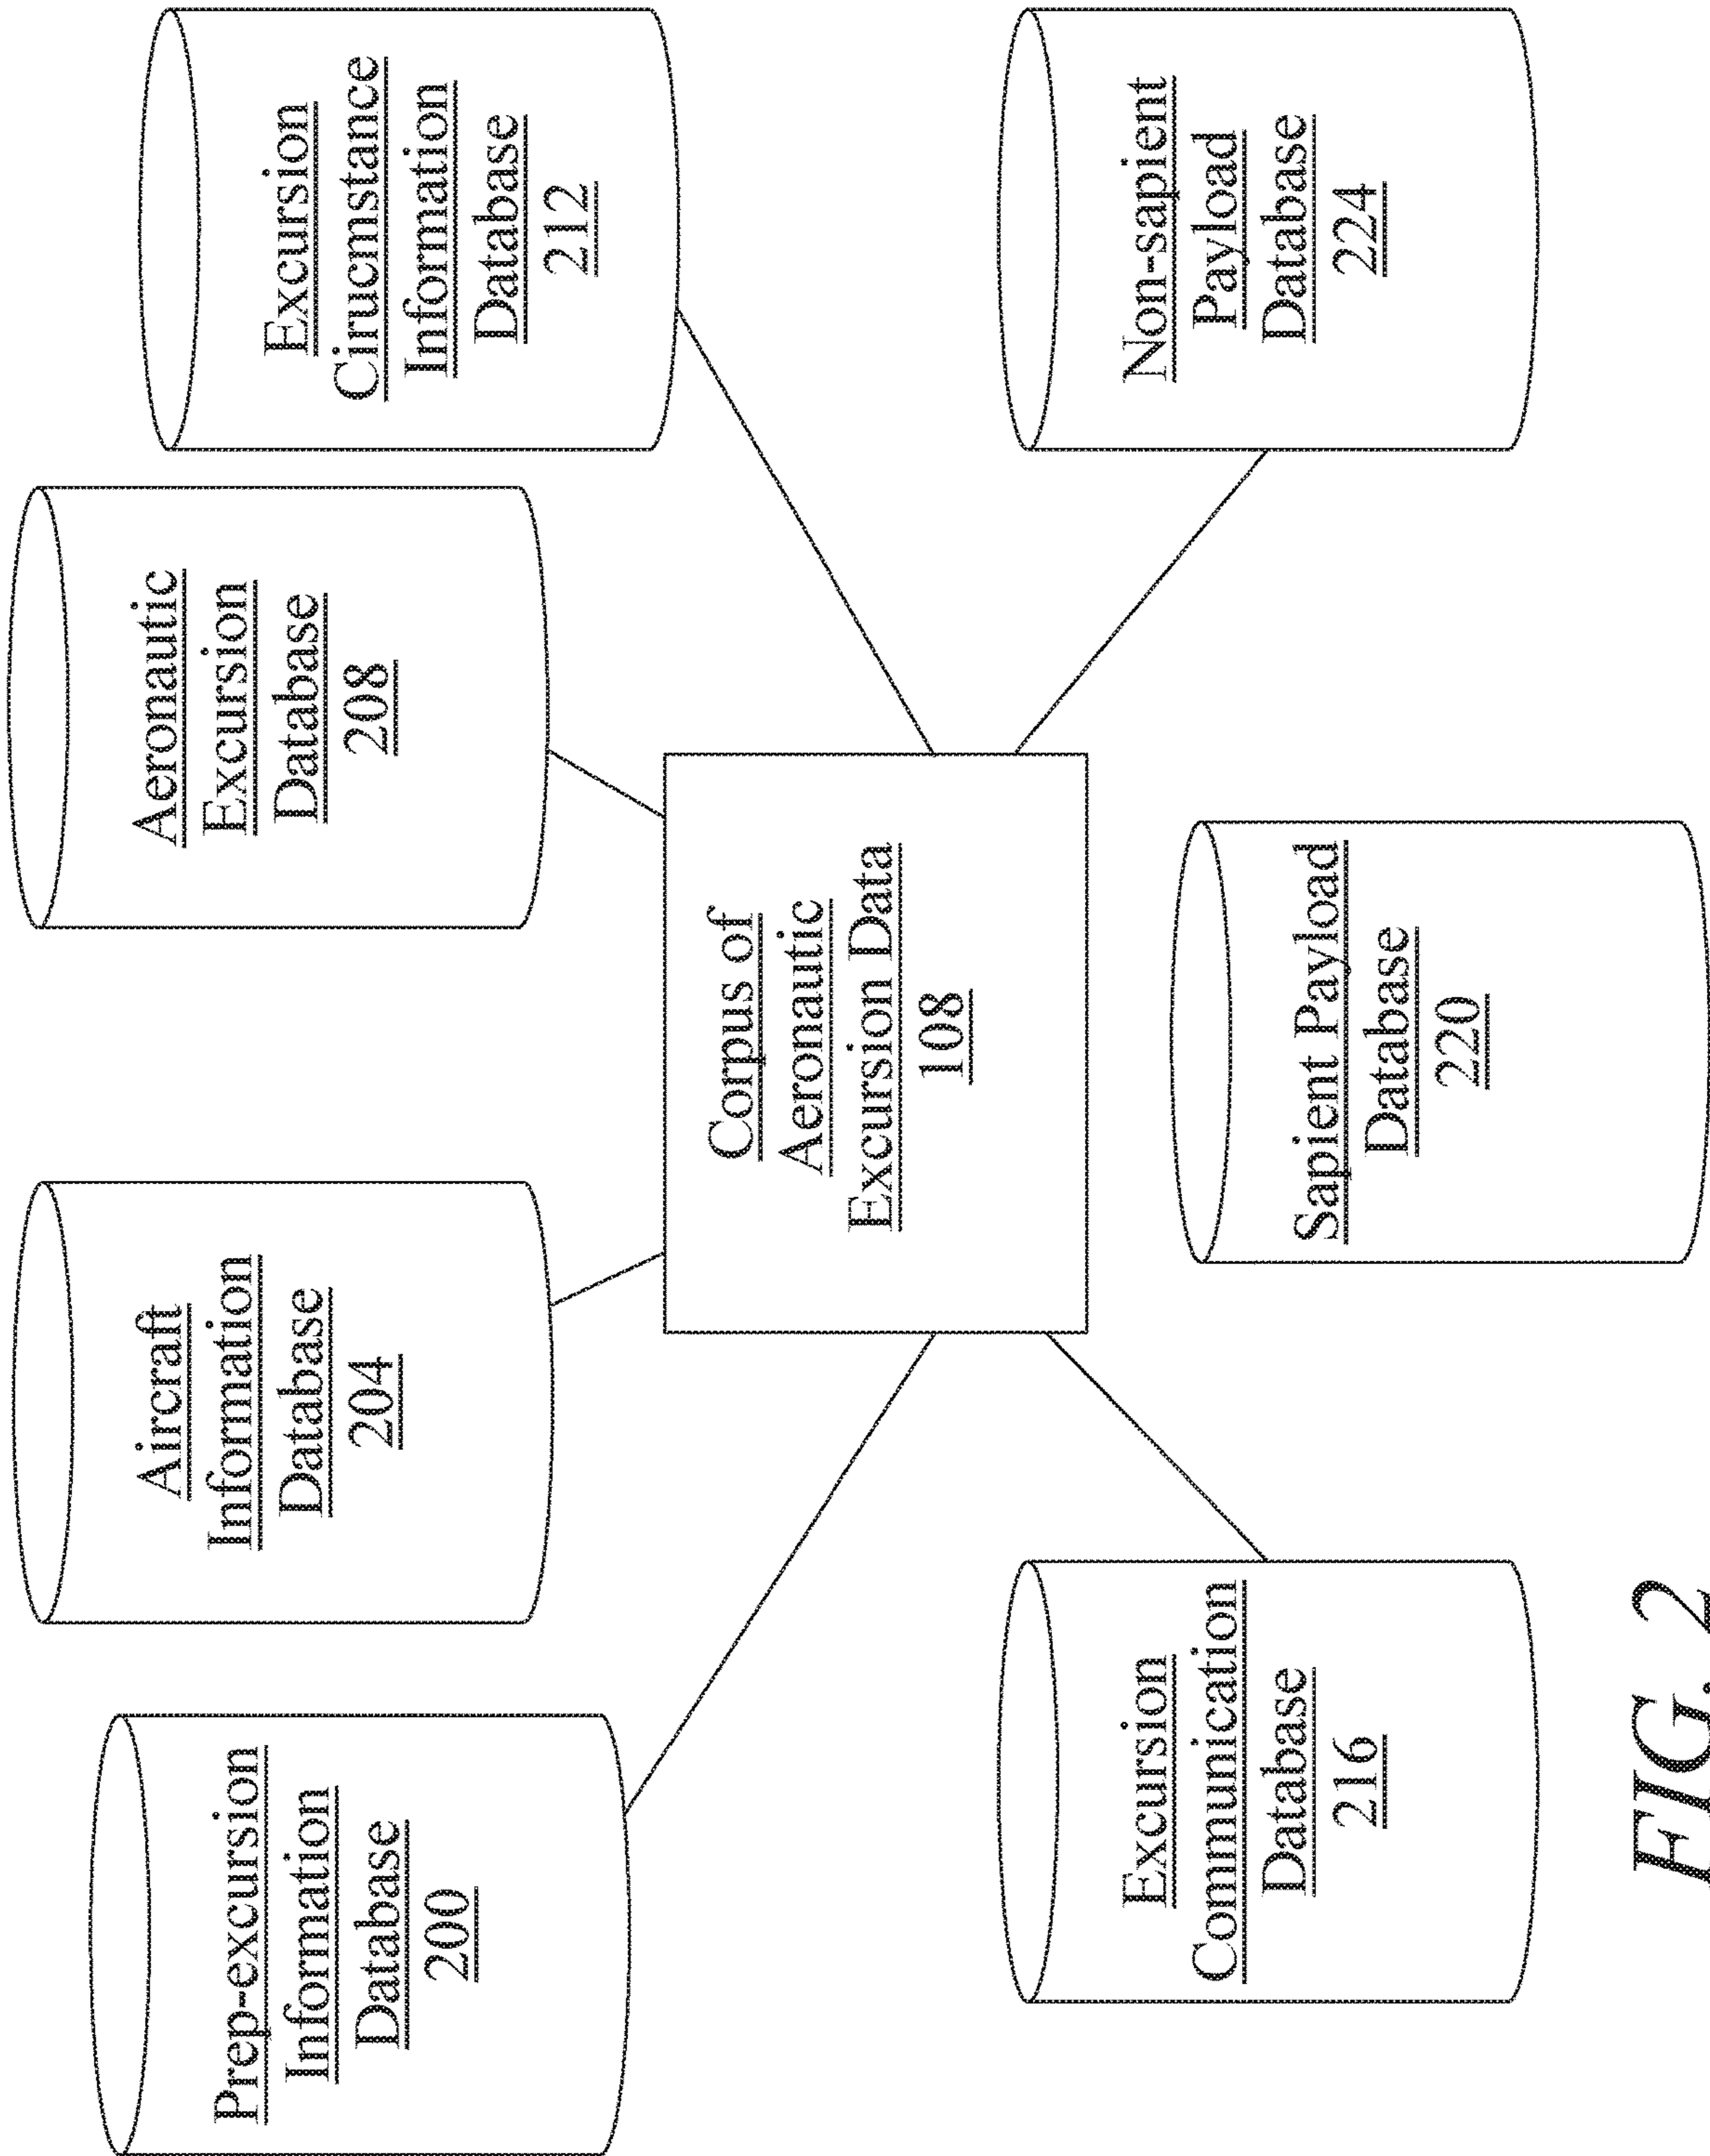 Prep-excursion
Information
Database
200
Aircraft
Information
Database
204
Aeronautic
Excursion
Database
208
Excursion
Cirucmstance
Information
Database
212
Corpus of
Aeronautic
Excursion Data
108
Excursion
Communication
Database
216
Sapient Payload
Database
220
Non-sapient
Payload
Database
224
FIG. 2